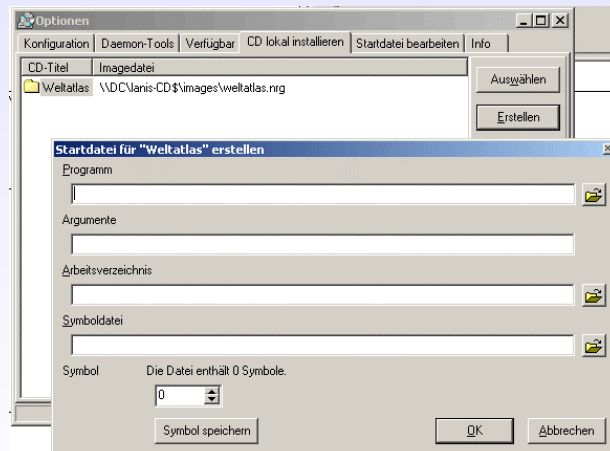 Optionen
Konfiguration Daemon-Tools Verfügbar CD lokal installieren Startdatei bearbeiten Info
CD-Titel Imagedatei
Weltatlas \\DC\lanis-CD$\images\weltatlas.nrg
Auswählen
Erstellen
Startdatei für "Weltatlas" erstellen
Programm
Argumente
Arbeitsverzeichnis
Symboldatei
Symbol Die Datei enthält 0 Symbole.
0
Symbol speichern OK Abbrechen